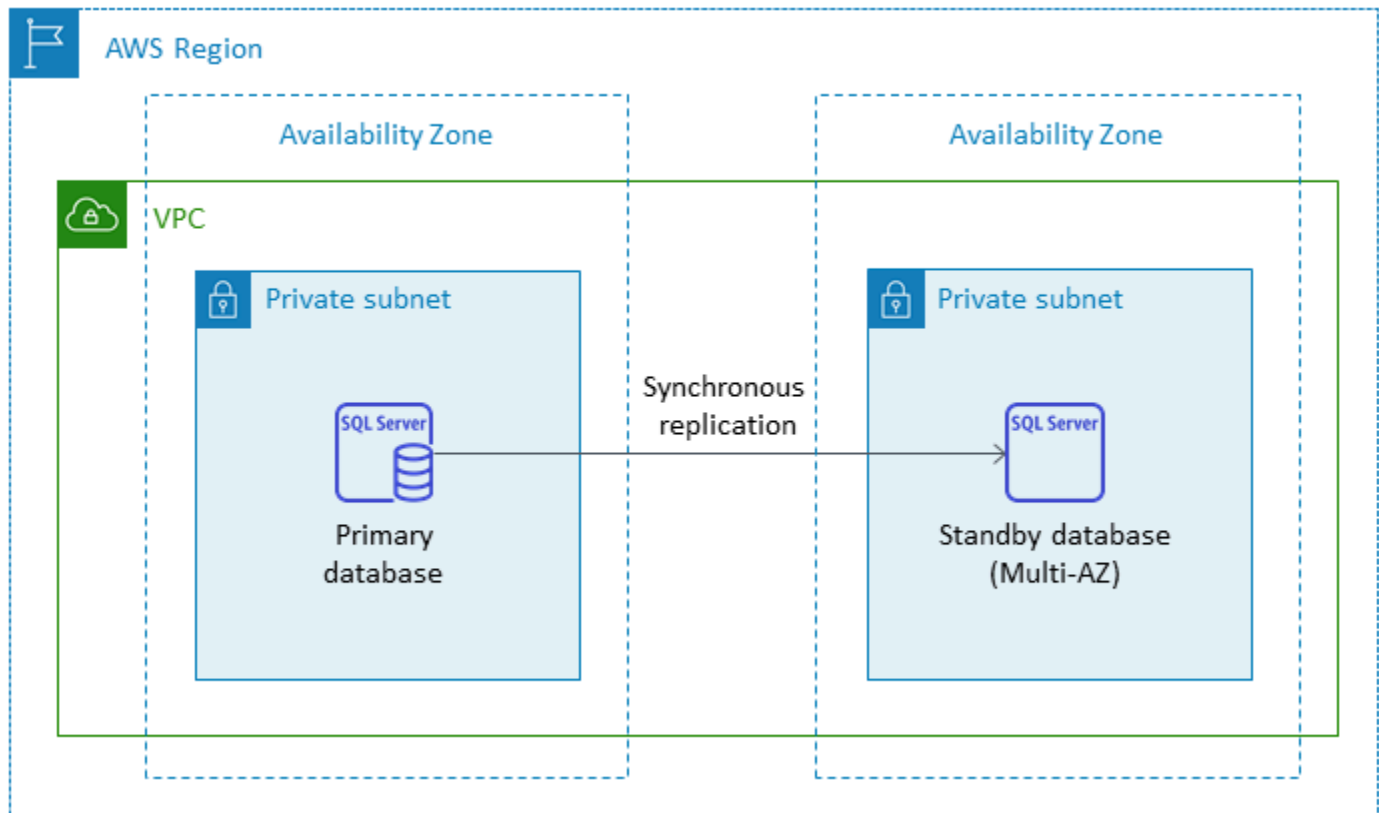 AWS Region
Availability Zone
Availability Zone
VPC
Private subnet
Private subnet
Synchronous
replication
SQL Server
SQL Server
Primary
database
Standby database
(Multi-AZ)